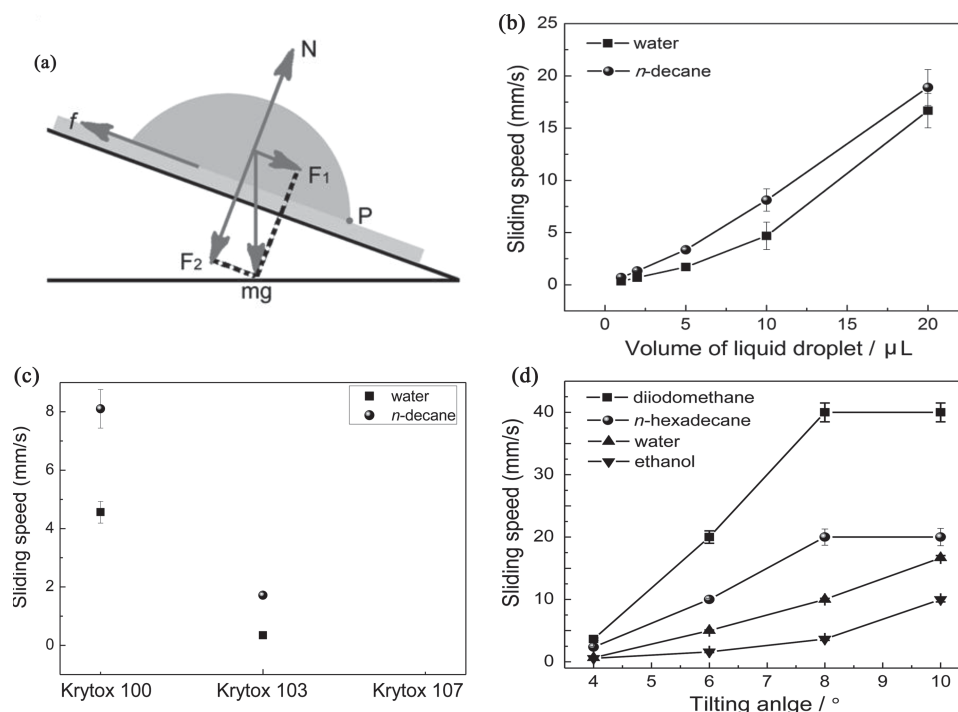 (a)
N
f
F1
P
F2
mg
(b)
25
20
15
10
5
0
Sliding speed (mm/s)
water
n-decane
0 5 10 15 20
Volume of liquid droplet / μL
(c)
8
6
4
2
0
Sliding speed (mm/s)
water
n-decane
Krytox 100 Krytox 103 Krytox 107
(d)
40
30
20
10
0
Sliding speed (mm/s)
diiodomethane
n-hexadecane
water
ethanol
4 5 6 7 8 9 10
Tilting anlge / °